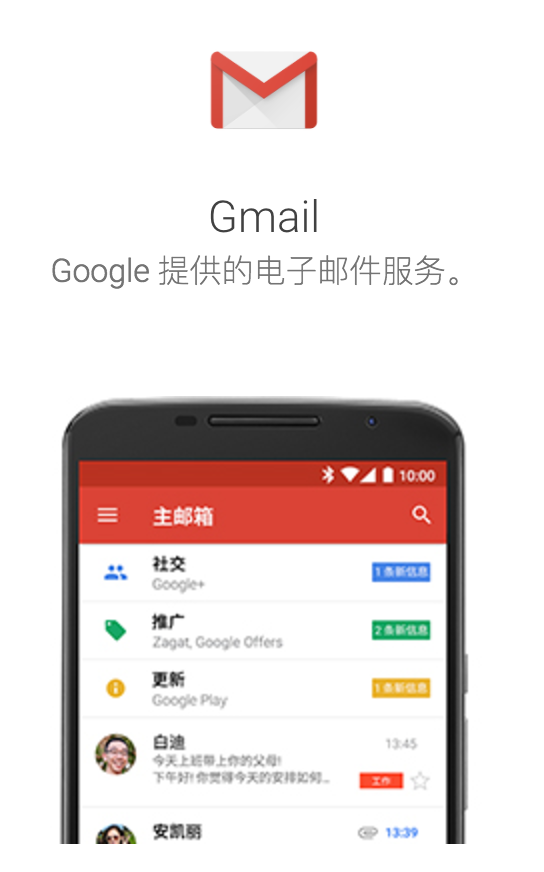 Gmail
Google 提供的电子邮件服务。
10:00
主邮箱
社交
Google+
1 条新信息
推广
Zagat, Google Offers
2 条新信息
更新
Google Play
1 条新信息
白迪
13:45
今天上班带上你的父母!
下午好! 你觉得今天的安排如何...
工作
安凯丽
13:39